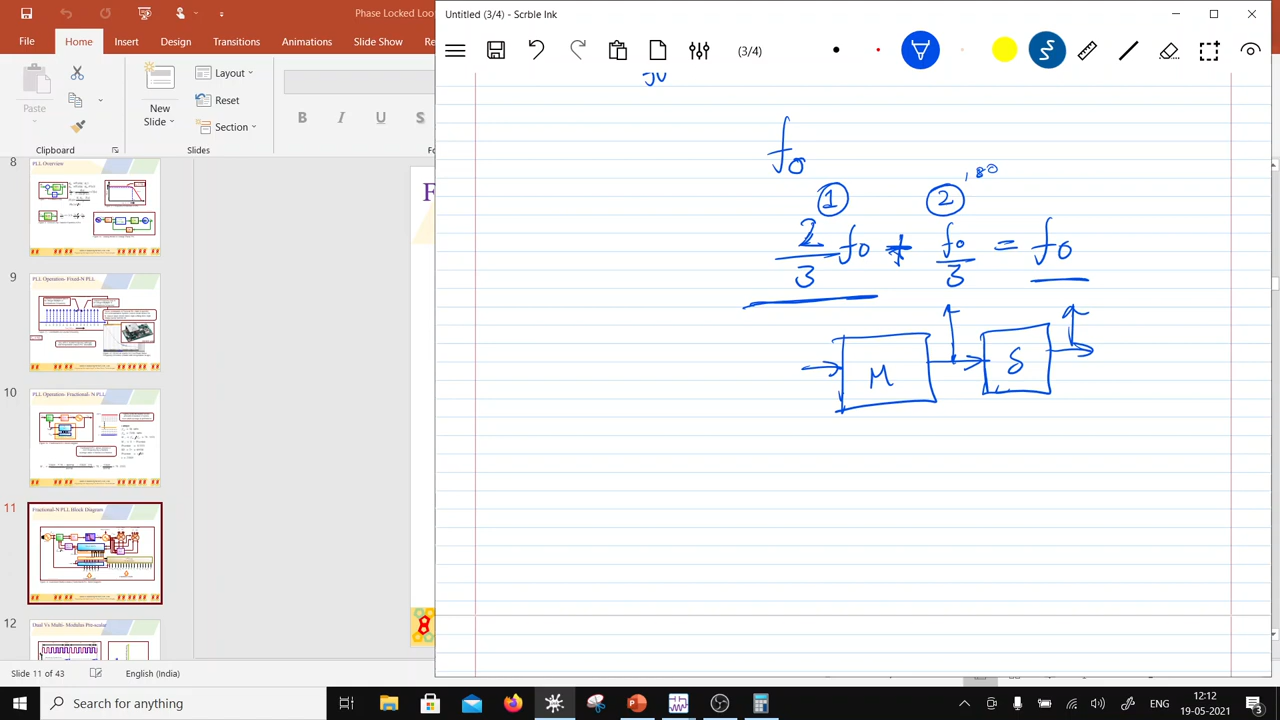 Phase Locked Loo
Untitled (3/4) - Scrble Ink
File Home Insert Design Transitions Animations Slide Show
(3/4)
Paste
New Slide
Layout
Reset
Section
B I U S
Clipboard
Slides
F
8
PLL Overview
9
PLL Operation- Fixed-N PLL
10
PLL Operation- Fractional- N PLL
11
Fractional-N PLL Block Diagram
12
Dual Vs Multi- Modulus Pre-scalar
fo
1 2 180
2/3 fo + fo/3 = fo
M S
Slide 11 of 43 English (India)
Search for anything
ENG
12:12
19-05-2021